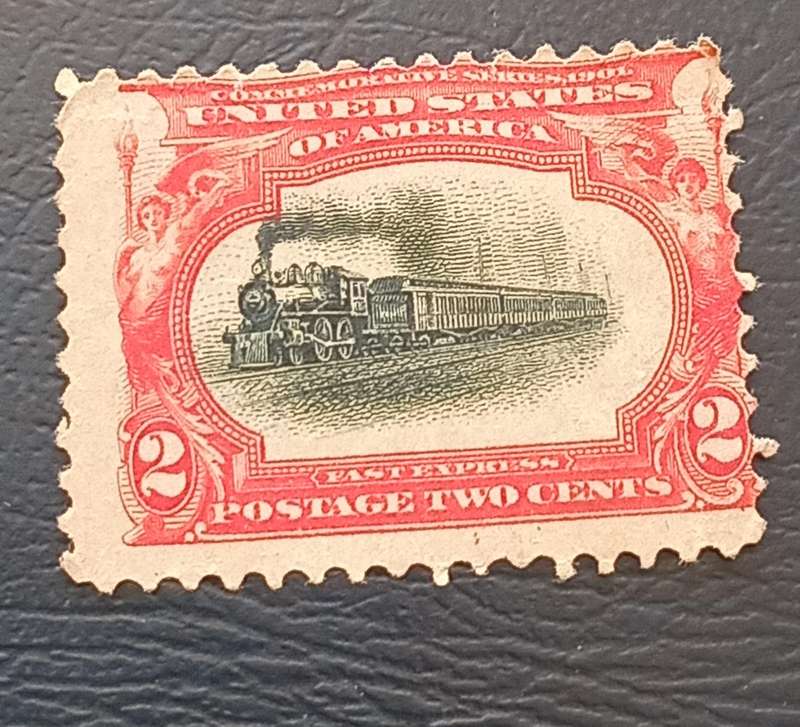 COMMEMORATIVE SERIES, 1901
UNITED STATES
OF AMERICA
FAST EXPRESS
2 2
POSTAGE TWO CENTS